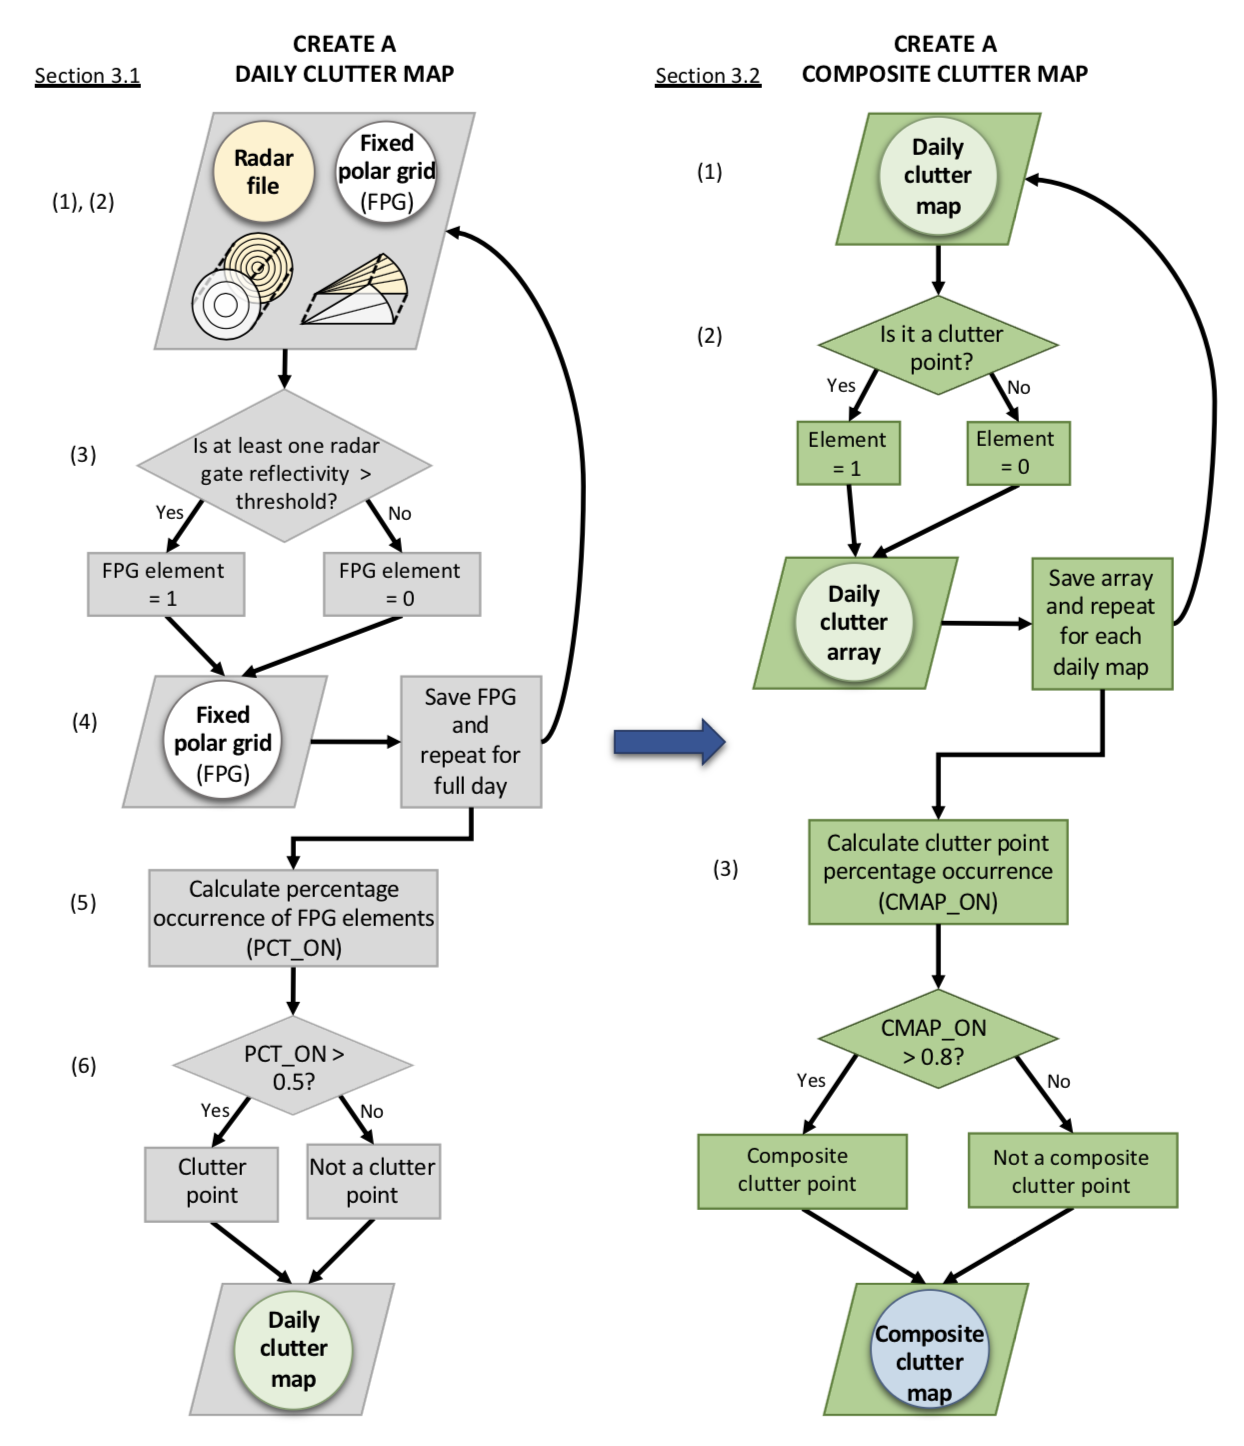 CREATE A
DAILY CLUTTER MAP
Section 3.1
Radar
file
Fixed
polar grid
(FPG)
(1), (2)
(3)
Is at least one radar
gate reflectivity >
threshold?
Yes
No
FPG element
= 1
FPG element
= 0
(4)
Fixed
polar grid
(FPG)
Save FPG
and
repeat for
full day
(5)
Calculate percentage
occurrence of FPG elements
(PCT_ON)
(6)
PCT_ON >
0.5?
Yes
No
Clutter
point
Not a clutter
point
Daily
clutter
map
CREATE A
COMPOSITE CLUTTER MAP
Section 3.2
(1)
Daily
clutter
map
(2)
Is it a clutter
point?
Yes
No
Element
= 1
Element
= 0
Daily
clutter
array
Save array
and repeat
for each
daily map
(3)
Calculate clutter point
percentage occurrence
(CMAP_ON)
CMAP_ON
> 0.8?
Yes
No
Composite
clutter point
Not a composite
clutter point
Composite
clutter
map